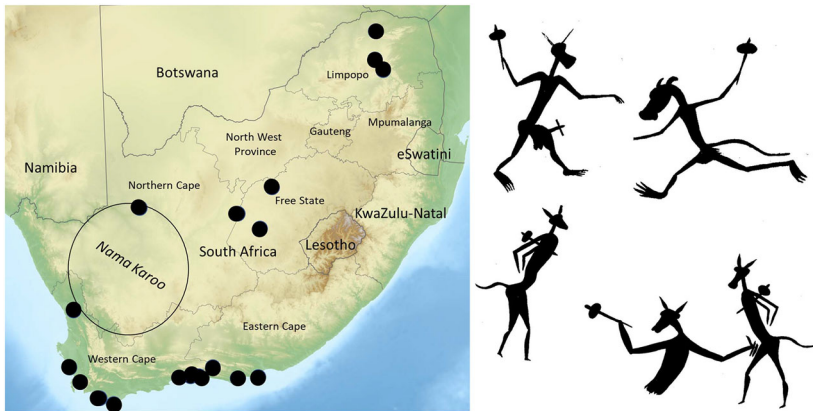 Limpopo
Botswana
Mpumalanga
Gauteng
North West
Province
eSwatini
Namibia
Northern Cape
Free State
KwaZulu-Natal
Nama Karoo
South Africa
Lesotho
Eastern Cape
Western Cape